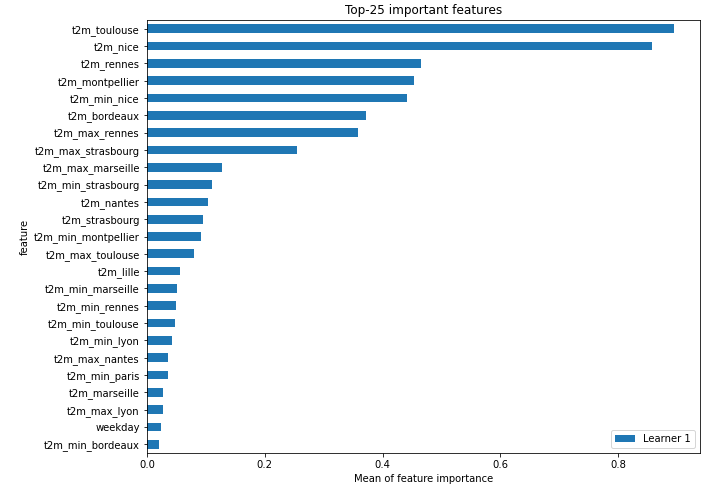 Top-25 important features
t2m_toulouse
t2m_nice
t2m_rennes
t2m_montpellier
t2m_min_nice
t2m_bordeaux
t2m_max_rennes
t2m_max_strasbourg
t2m_max_marseille
t2m_min_strasbourg
t2m_nantes
t2m_strasbourg
t2m_min_montpellier
t2m_max_toulouse
t2m_lille
t2m_min_marseille
t2m_min_rennes
t2m_min_toulouse
t2m_min_lyon
t2m_max_nantes
t2m_min_paris
t2m_marseille
t2m_max_lyon
weekday
t2m_min_bordeaux
feature
Learner 1
0.0 0.2 0.4 0.6 0.8
Mean of feature importance